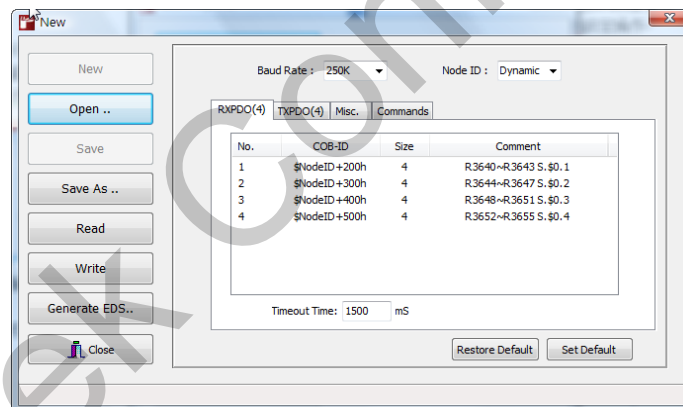 New
New
Open ..
Save
Save As ..
Read
Write
Generate EDS..
Close
Baud Rate : 250K Node ID : Dynamic
RXPDO(4) TXPDO(4) Misc. Commands
No. COB-ID Size Comment
1 $NodeID+200h 4 R3640~R3643 S.$0.1
2 $NodeID+300h 4 R3644~R3647 S.$0.2
3 $NodeID+400h 4 R3648~R3651 S.$0.3
4 $NodeID+500h 4 R3652~R3655 S.$0.4
Timeout Time: 1500 mS
Restore Default Set Default
ek Com